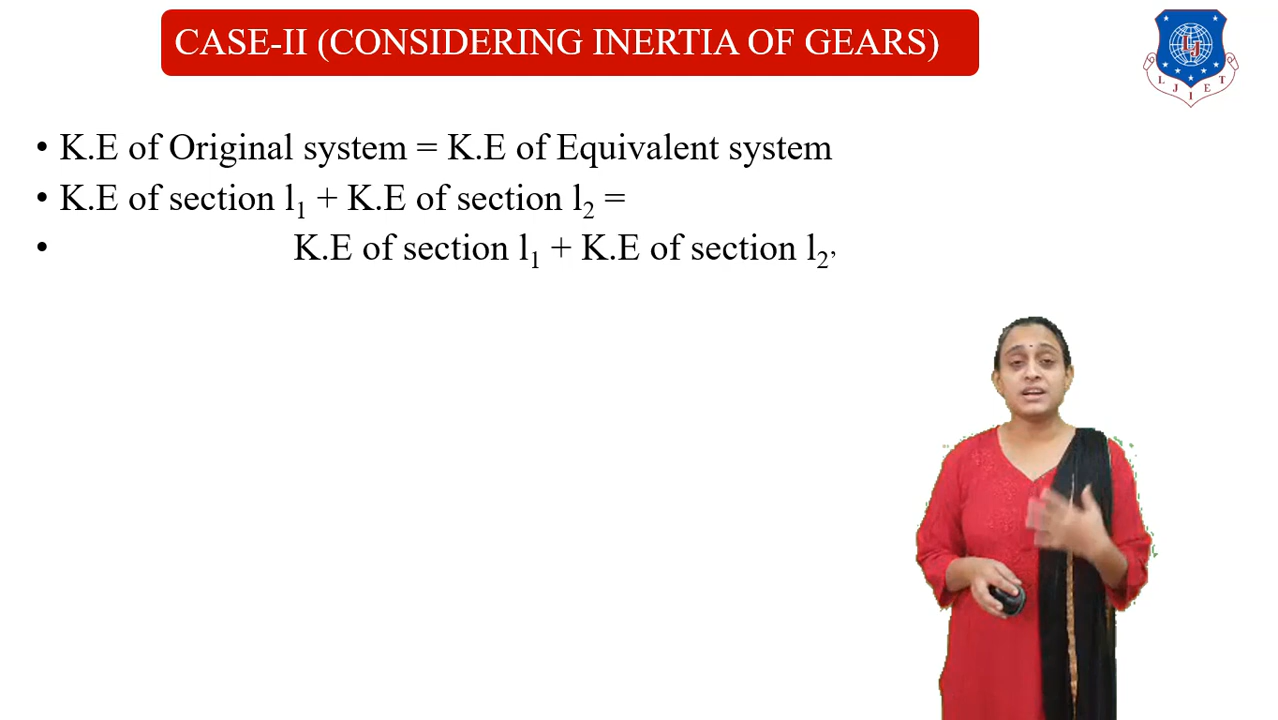 CASE-II (CONSIDERING INERTIA OF GEARS)
LJ
L J I E T
• K.E of Original system = K.E of Equivalent system
• K.E of section l₁ + K.E of section l₂ =
• K.E of section l₁ + K.E of section l₂,